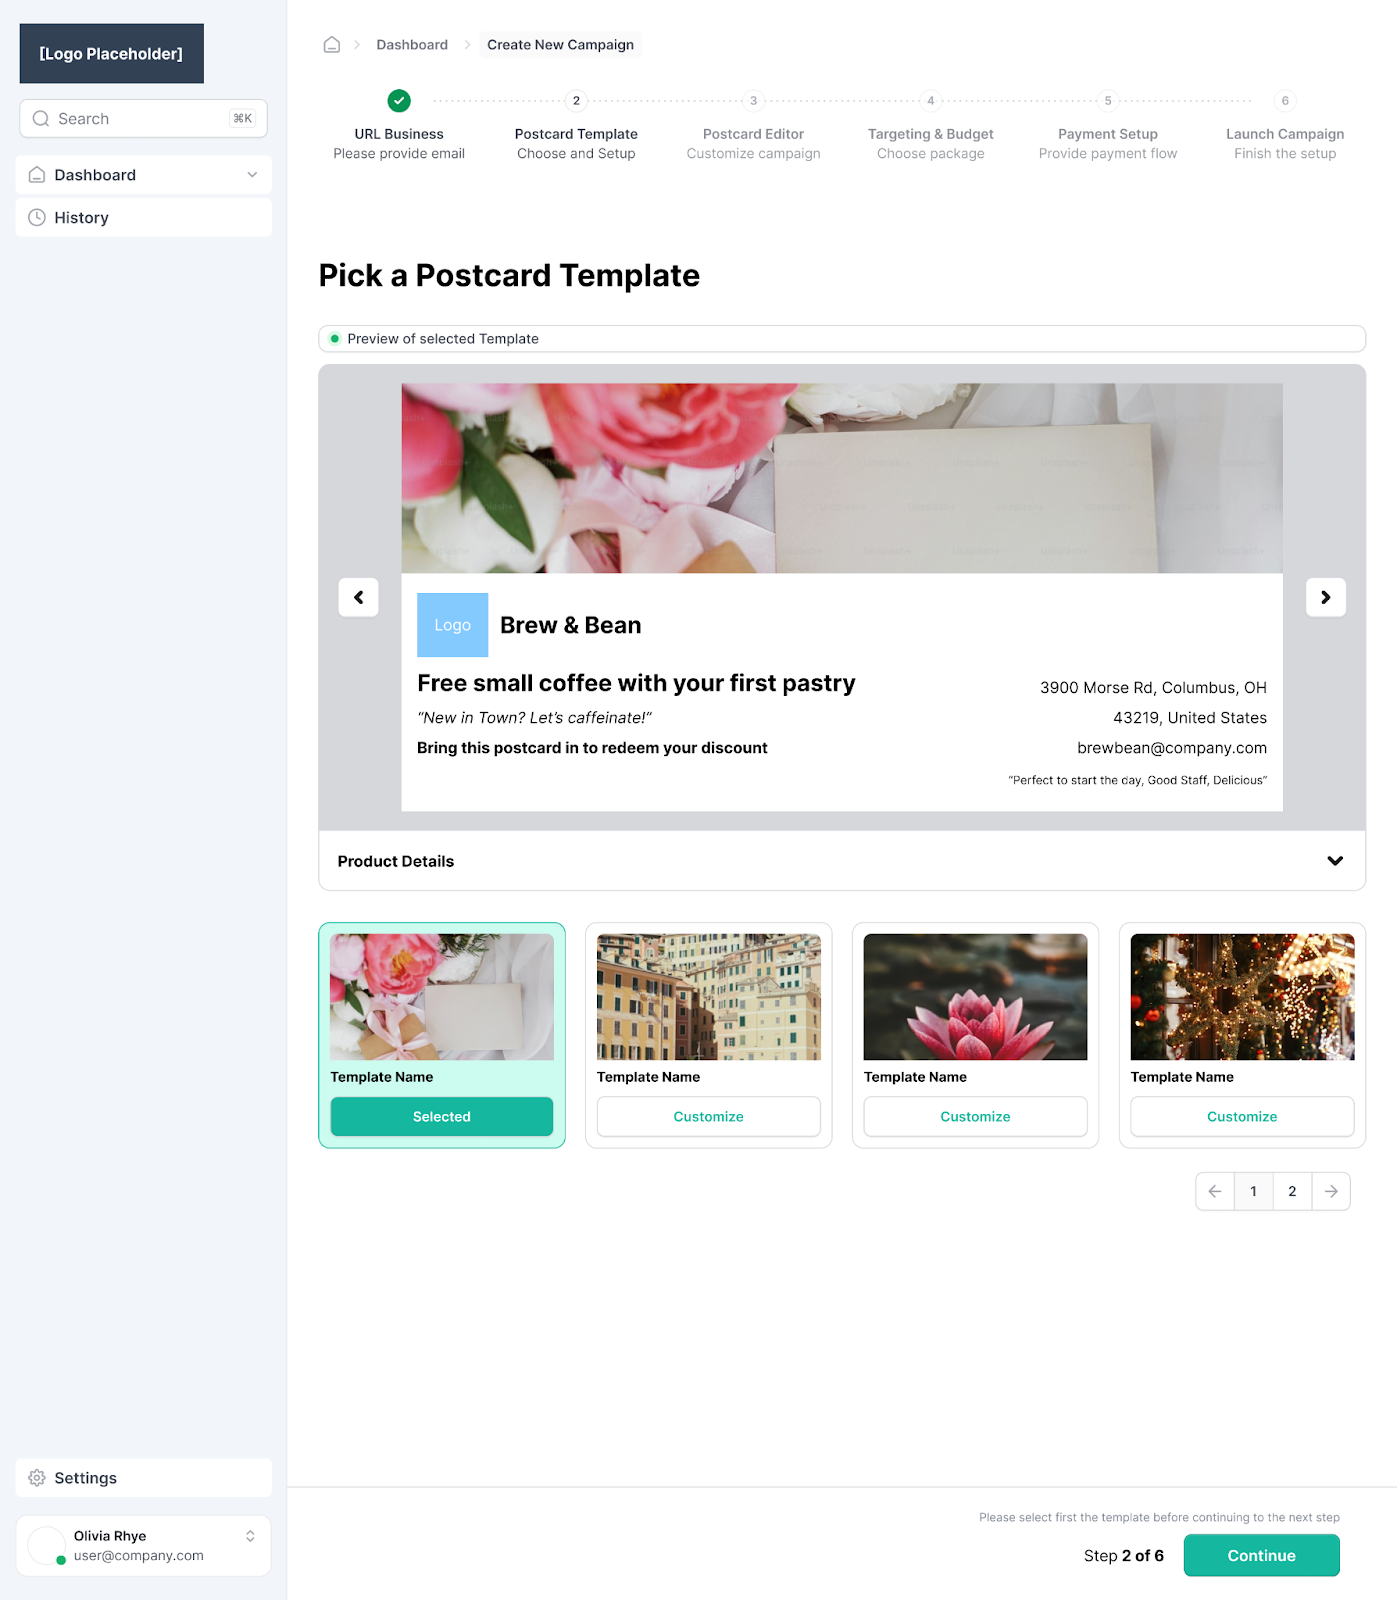 [Logo Placeholder]
Search
⌘K
Dashboard
History
Settings
Olivia Rhye
user@company.com
Dashboard
Create New Campaign
2
3
4
5
6
URL Business
Postcard Template
Postcard Editor
Targeting & Budget
Payment Setup
Launch Campaign
Please provide email
Choose and Setup
Customize campaign
Choose package
Provide payment flow
Finish the setup
Pick a Postcard Template
Preview of selected Template
Logo
Brew & Bean
Free small coffee with your first pastry
“New in Town? Let’s caffeinate!”
Bring this postcard in to redeem your discount
3900 Morse Rd, Columbus, OH
43219, United States
brewbean@company.com
“Perfect to start the day, Good Staff, Delicious”
Product Details
Template Name
Selected
Template Name
Customize
Template Name
Customize
Template Name
Customize
1
2
Please select first the template before continuing to the next step
Step 2 of 6
Continue